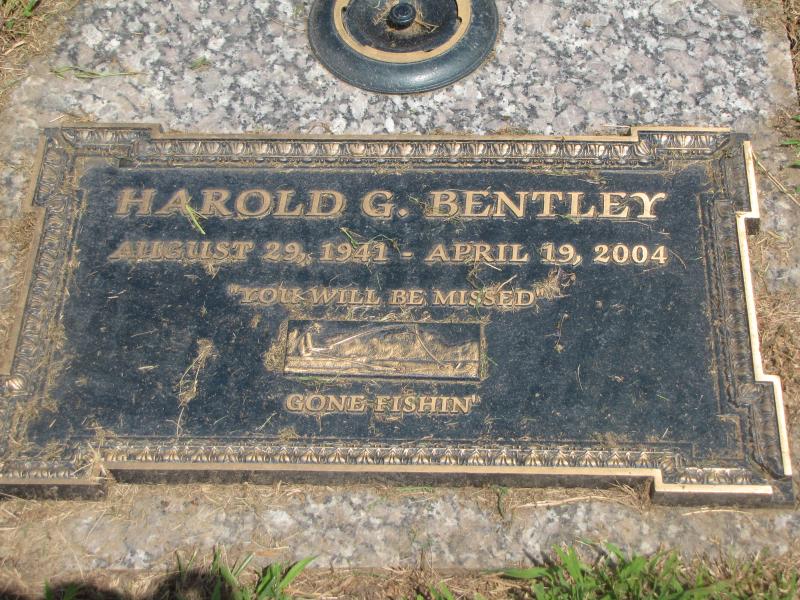 HAROLD G. BENTLEY
AUGUST 29, 1941 - APRIL 19, 2004
"YOU WILL BE MISSED"
GONE FISHIN'